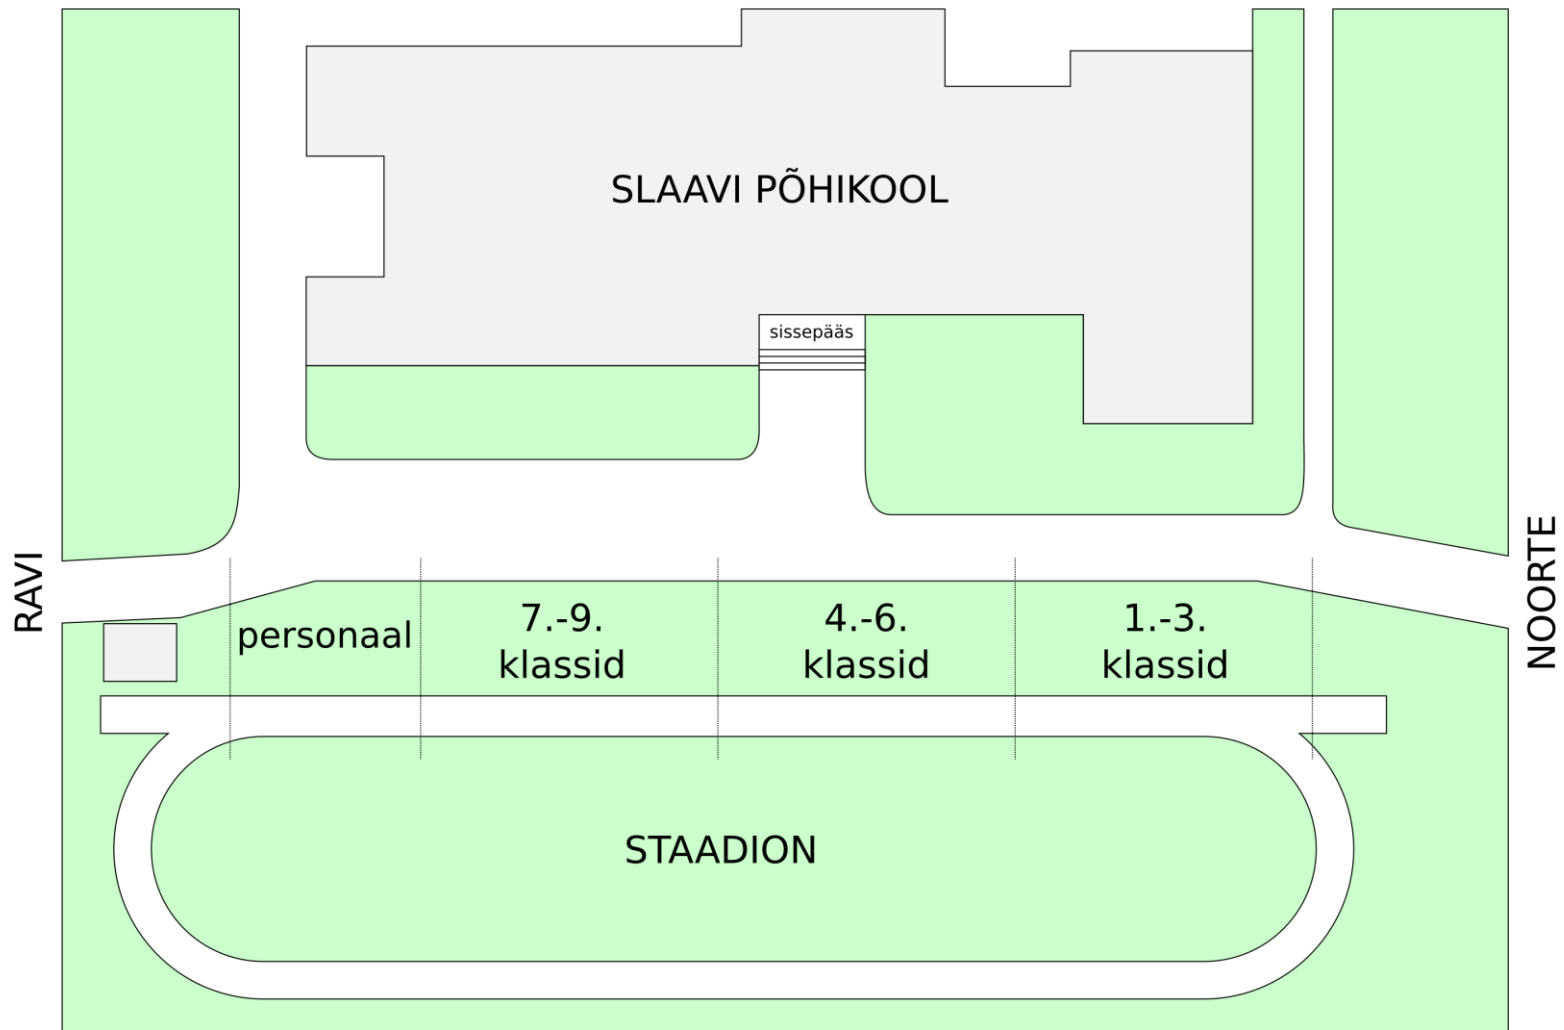 SLAAVI PÕHIKOOL
sissepääs
RAVI
NOORTE
personaal
7.-9.
klassid
4.-6.
klassid
1.-3.
klassid
STAADION